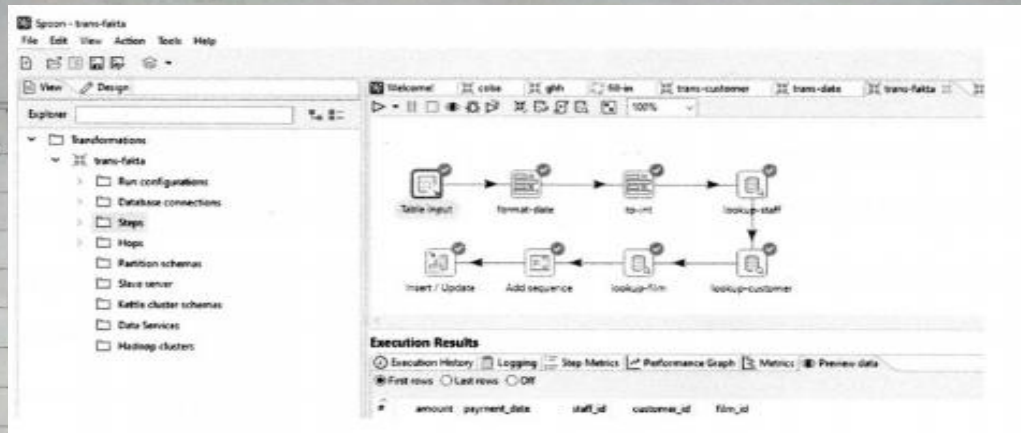 Spoon - trans-fakta
File Edit View Action Tools Help
View Design
Explorer
Transformations
trans-fakta
Run configurations
Database connections
Steps
Hops
Partition schemas
Slave server
Kettle cluster schemas
Data Services
Hadoop clusters
Welcome! coba ghh fill-in trans-customer trans-date trans-fakta
100%
Table input format-date to-int lookup-staff
Insert / Update Add sequence lookup-film lookup-customer
Execution Results
Execution History Logging Step Metrics Performance Graph Metrics Preview data
First rows Last rows Off
# amount payment_date staff_id customer_id film_id